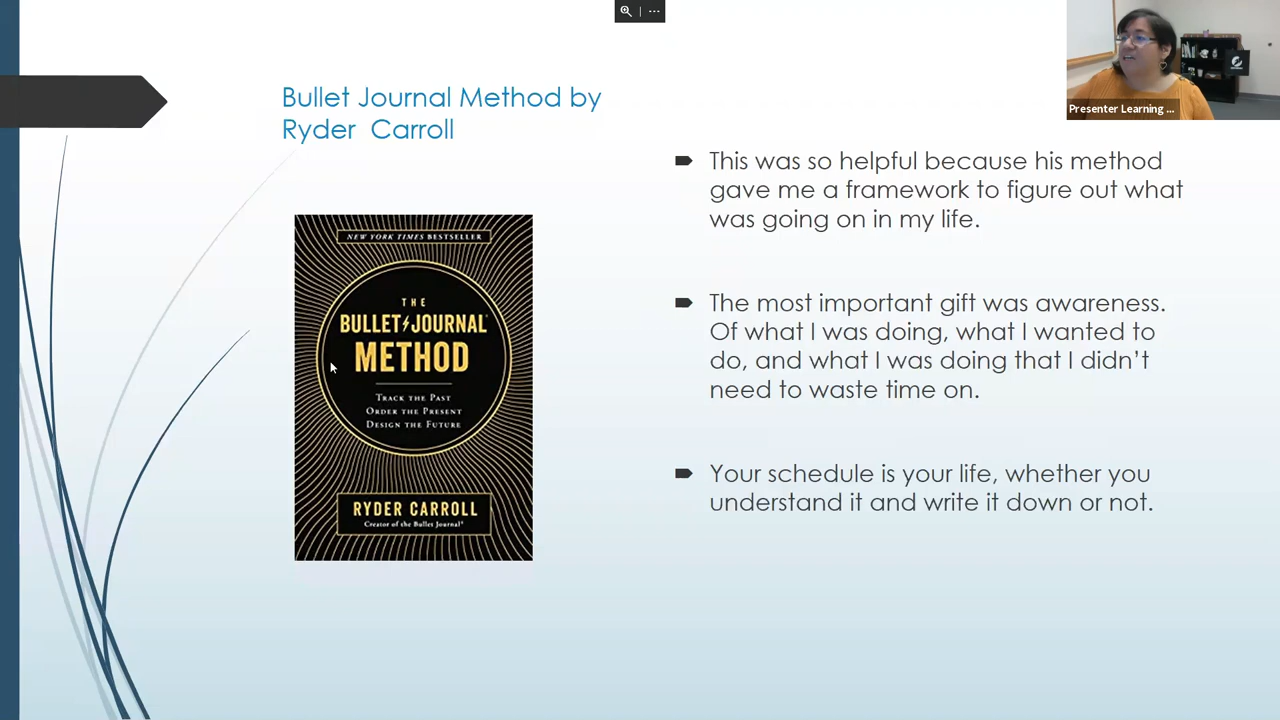 Presenter Learning ...
Bullet Journal Method by
Ryder Carroll
This was so helpful because his method
gave me a framework to figure out what
was going on in my life.
The most important gift was awareness.
Of what I was doing, what I wanted to
do, and what I was doing that I didn't
need to waste time on.
Your schedule is your life, whether you
understand it and write it down or not.
NEW YORK TIMES BESTSELLER
THE
BULLET JOURNAL®
METHOD
TRACK THE PAST
ORDER THE PRESENT
DESIGN THE FUTURE
RYDER CARROLL
Creator of the Bullet Journal®